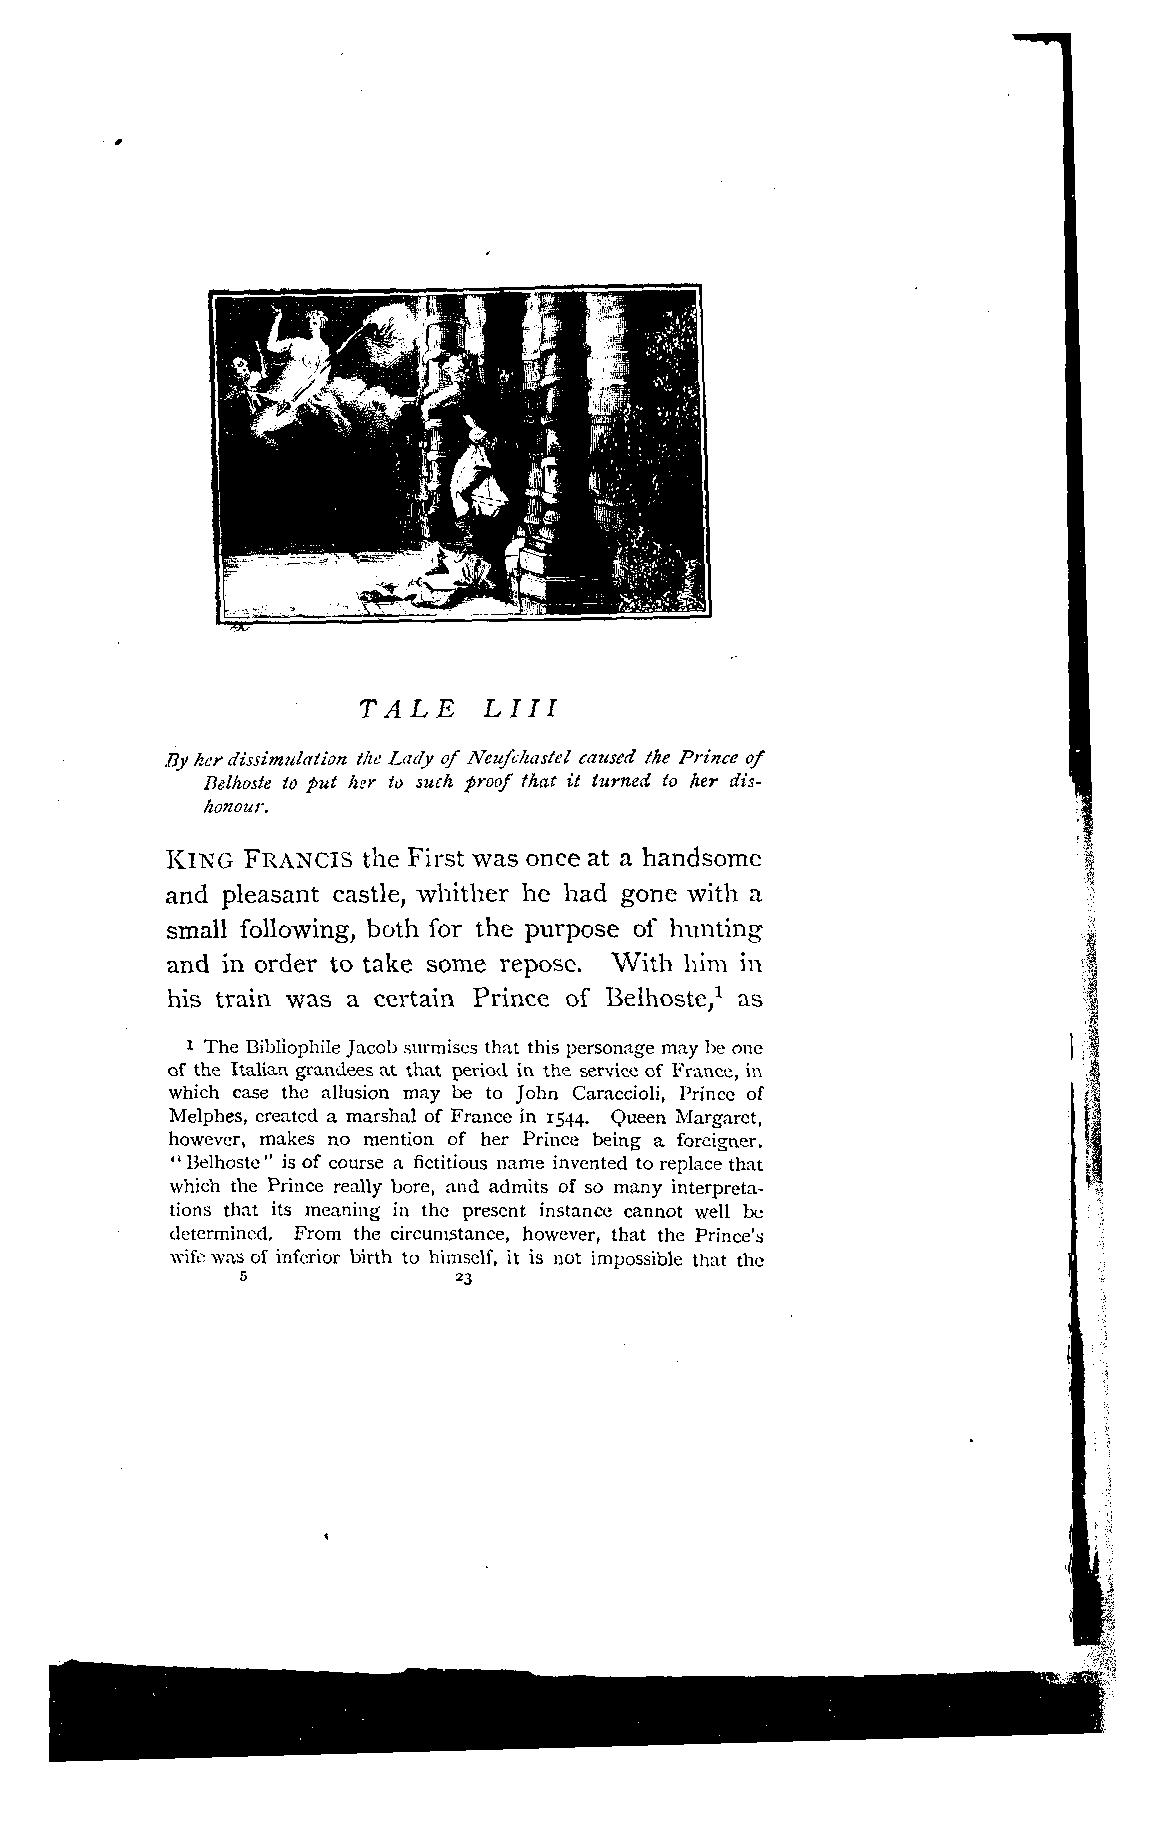 TALE LIII
By her dissimulation the Lady of Neufchastel caused the Prince of
Belhoste to put her to such proof that it turned to her dis-
honour.
KING FRANCIS the First was once at a handsome
and pleasant castle, whither he had gone with a
small following, both for the purpose of hunting
and in order to take some repose. With him in
his train was a certain Prince of Belhoste,¹ as
¹ The Bibliophile Jacob surmises that this personage may be one
of the Italian grandees at that period in the service of France, in
which case the allusion may be to John Caraccioli, Prince of
Melphes, created a marshal of France in 1544. Queen Margaret,
however, makes no mention of her Prince being a foreigner.
"Belhoste" is of course a fictitious name invented to replace that
which the Prince really bore, and admits of so many interpreta-
tions that its meaning in the present instance cannot well be
determined. From the circumstance, however, that the Prince's
wife was of inferior birth to himself, it is not impossible that the
5 23